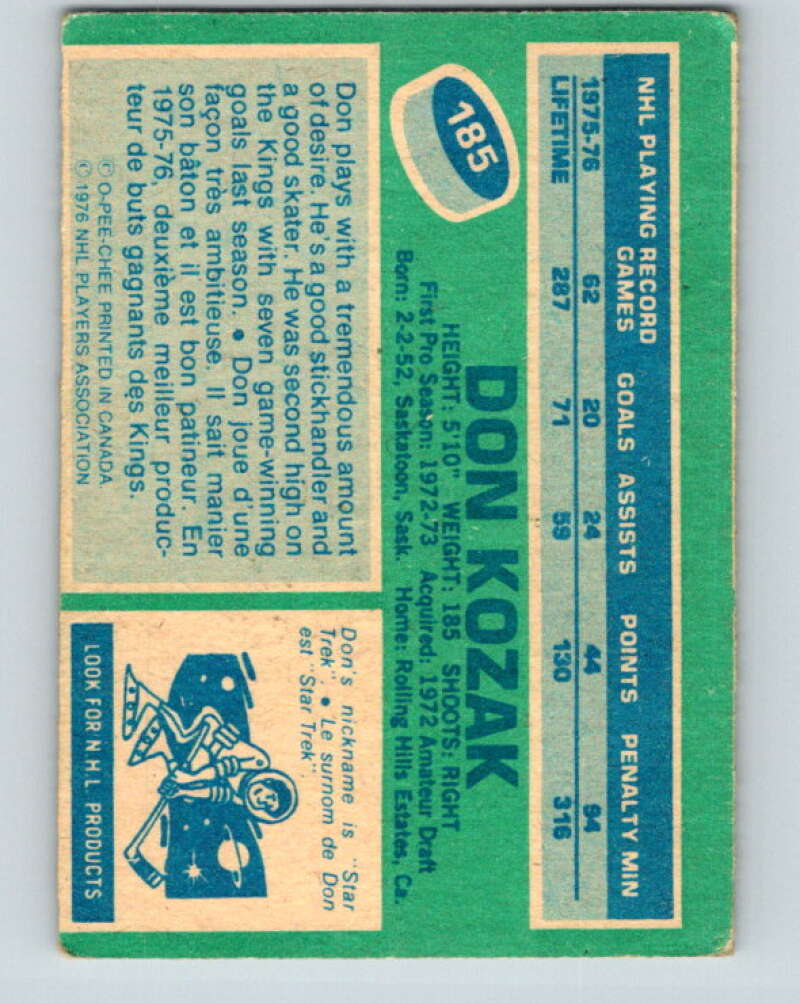 NHL PLAYING RECORD
GAMES GOALS ASSISTS POINTS PENALTY MIN
1975-76 62 20 24 44 94
LIFETIME 287 71 59 130 316
185
DON KOZAK
HEIGHT: 5'10" WEIGHT: 185 SHOOTS: RIGHT
First Pro Season: 1972-73 Acquired: 1972 Amateur Draft
Born: 2-2-52, Saskatoon, Sask. Home: Rolling Hills Estates, Ca.
Don plays with a tremendous amount
of desire. He's a good stickhandler and
a good skater. He was second high on
the Kings with seven game-winning
goals last season. • Don joue d'une
façon très ambitieuse. Il sait manier
son bâton et il est bon patineur. En
1975-76, deuxième meilleur produc-
teur de buts gagnants des Kings.
© O-PEE-CHEE PRINTED IN CANADA.
© 1976 NHL PLAYERS ASSOCIATION
Don's nickname is "Star
Trek". • Le surnom de Don
est "Star Trek".
LOOK FOR N.H.L. PRODUCTS